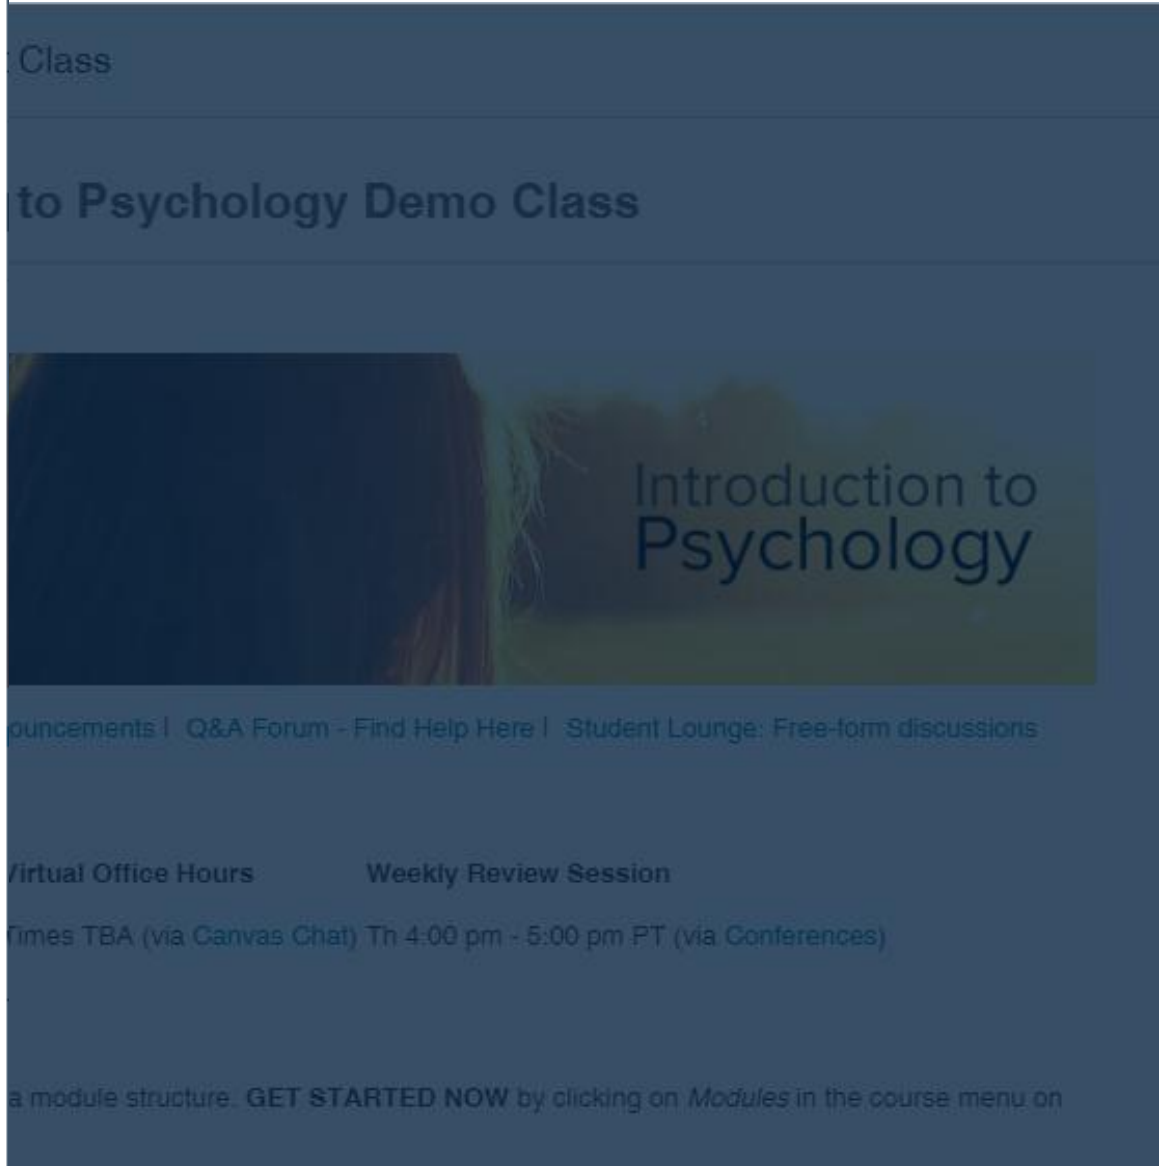 Class
to Psychology Demo Class
Introduction to
Psychology
ouncements | Q&A Forum - Find Help Here | Student Lounge: Free-form discussions
Virtual Office Hours Weekly Review Session
Times TBA (via Canvas Chat) Th 4:00 pm - 5:00 pm PT (via Conferences)
a module structure. GET STARTED NOW by clicking on Modules in the course menu on